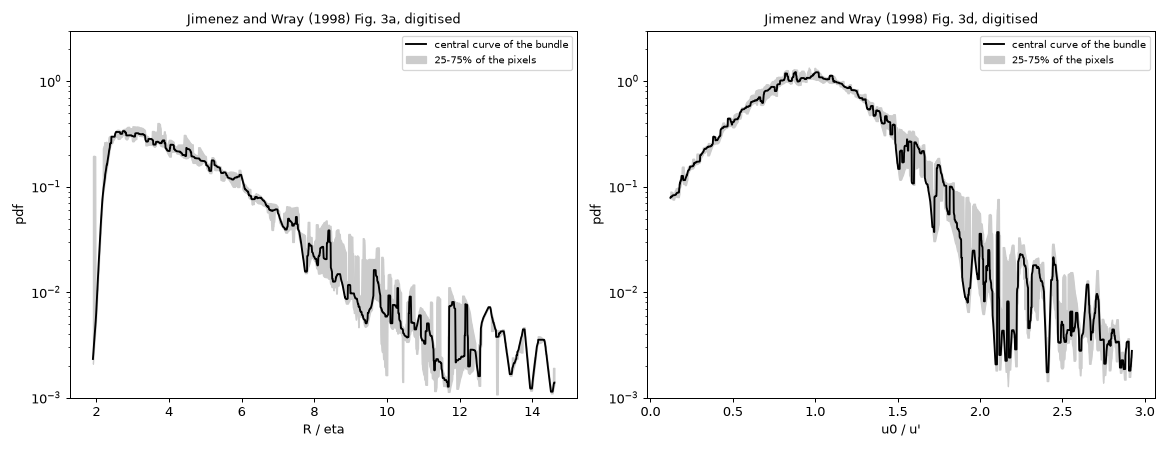 Jimenez and Wray (1998) Fig. 3a, digitised
central curve of the bundle
25-75% of the pixels
10^0
10^-1
10^-2
10^-3
pdf
2 4 6 8 10 12 14
R / eta
Jimenez and Wray (1998) Fig. 3d, digitised
central curve of the bundle
25-75% of the pixels
10^0
10^-1
10^-2
10^-3
pdf
0.0 0.5 1.0 1.5 2.0 2.5 3.0
u0 / u'